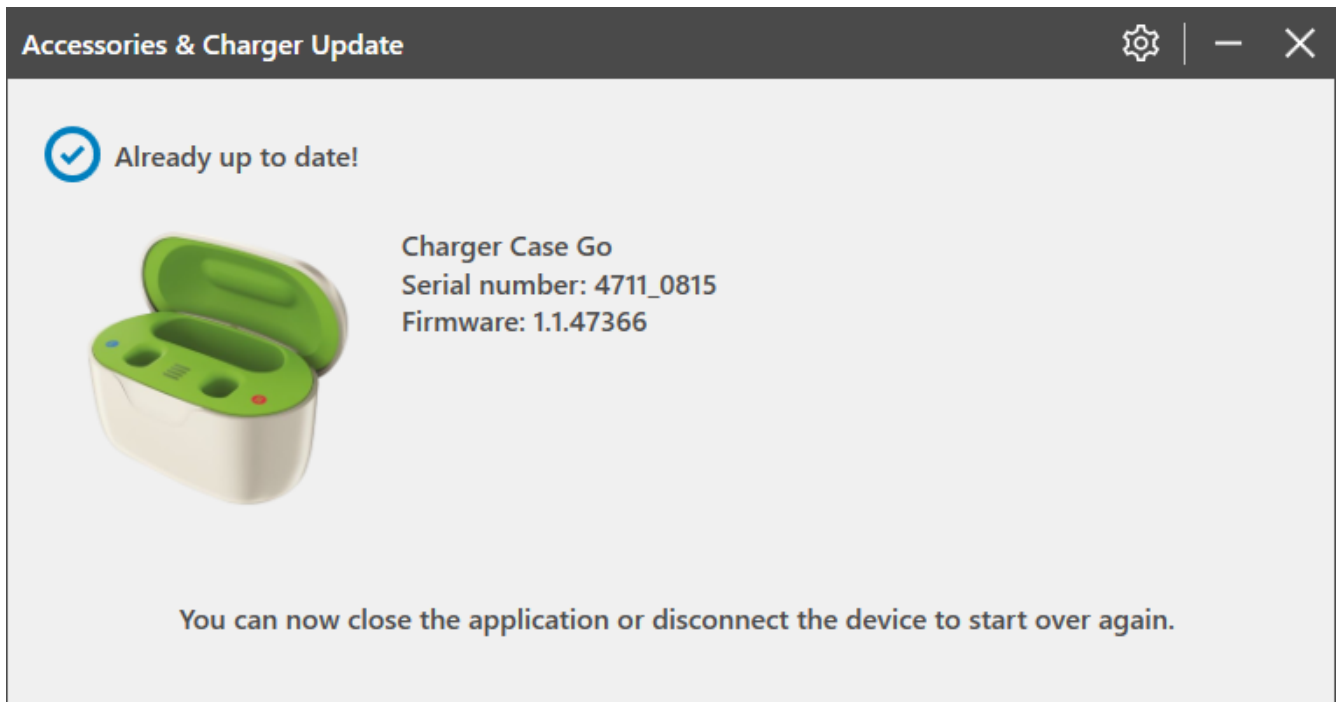 Accessories & Charger Update
Already up to date!
Charger Case Go
Serial number: 4711_0815
Firmware: 1.1.47366
You can now close the application or disconnect the device to start over again.